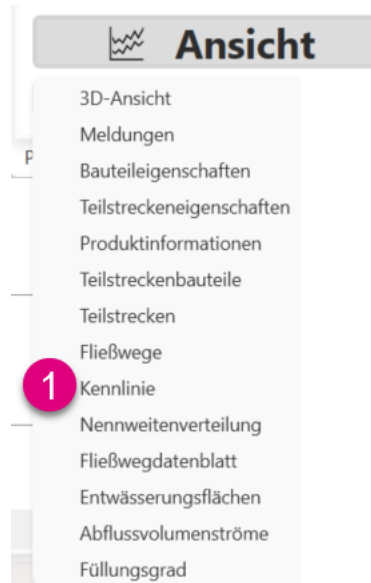 Ansicht
3D-Ansicht
Meldungen
P
Bauteileigenschaften
Teilstreckeneigenschaften
Produktinformationen
Teilstreckenbauteile
Teilstrecken
Fließwege
1 Kennlinie
Nennweitenverteilung
Fließwegdatenblatt
Entwässerungsflächen
Abflussvolumenströme
Füllungsgrad